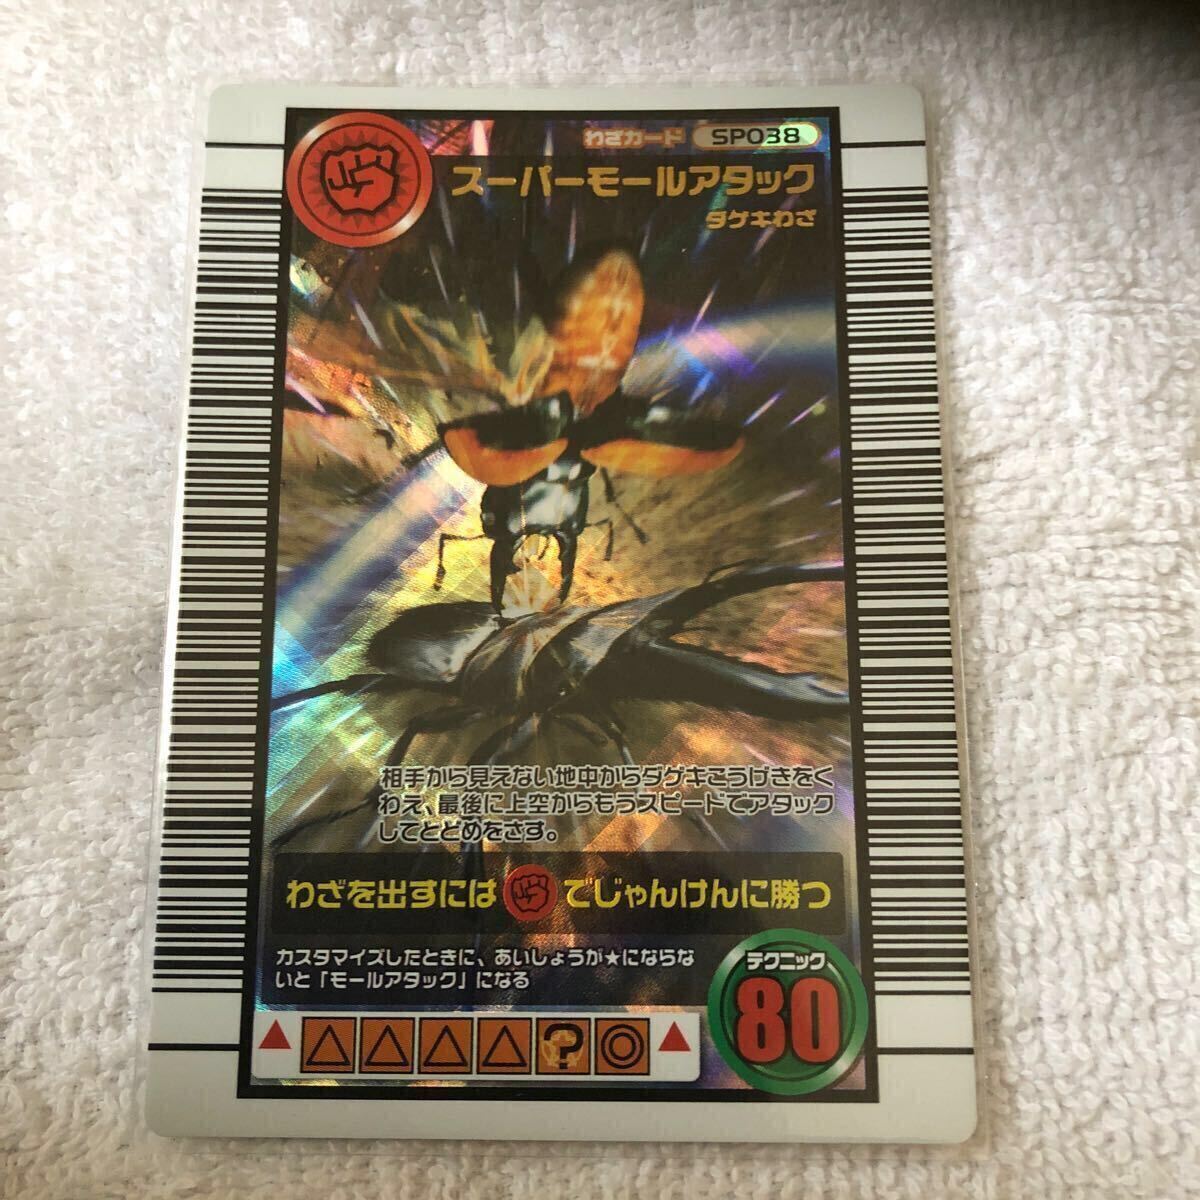 わざカード SP038
スーパーモールアタック
ダゲキわざ
相手から見えない地中からダゲキこうげきをく
わえ、最後に上空からもうスピードでアタック
してとどめをさす。
わざを出すには でじゃんけんに勝つ
カスタマイズしたときに、あいしょうが★にならな
いと「モールアタック」になる
テクニック
80
?